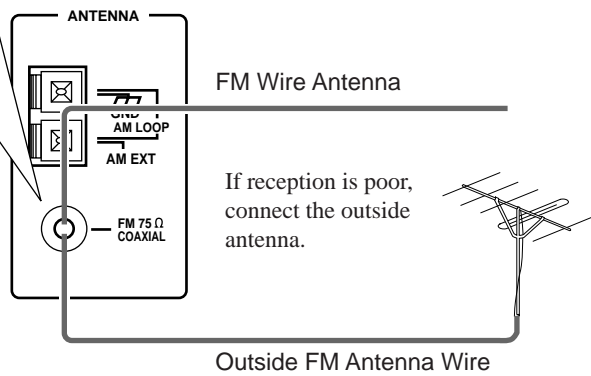 ANTENNA
FM Wire Antenna
GND
AM LOOP
AM EXT
If reception is poor,
connect the outside
antenna.
FM 75 Ω
COAXIAL
Outside FM Antenna Wire